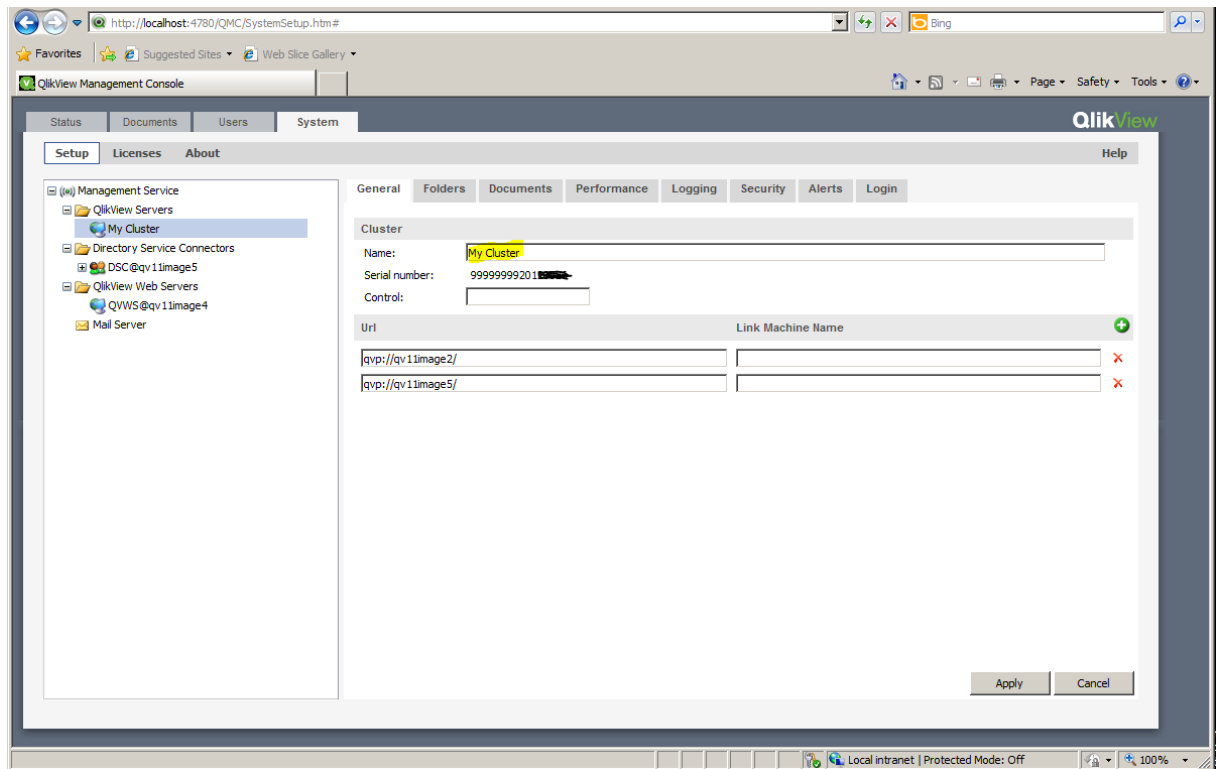 http://localhost:4780/QMC/SystemSetup.htm#
Bing
Favorites
Suggested Sites
Web Slice Gallery
QlikView Management Console
Page
Safety
Tools
Status
Documents
Users
System
QlikView
Setup
Licenses
About
Help
Management Service
QlikView Servers
My Cluster
Directory Service Connectors
DSC@qv11image5
QlikView Web Servers
QVWS@qv11image4
Mail Server
General
Folders
Documents
Performance
Logging
Security
Alerts
Login
Cluster
Name:
My Cluster
Serial number:
Control:
Url
Link Machine Name
qvp://qv11image2/
qvp://qv11image5/
Apply
Cancel
Local intranet | Protected Mode: Off
100%